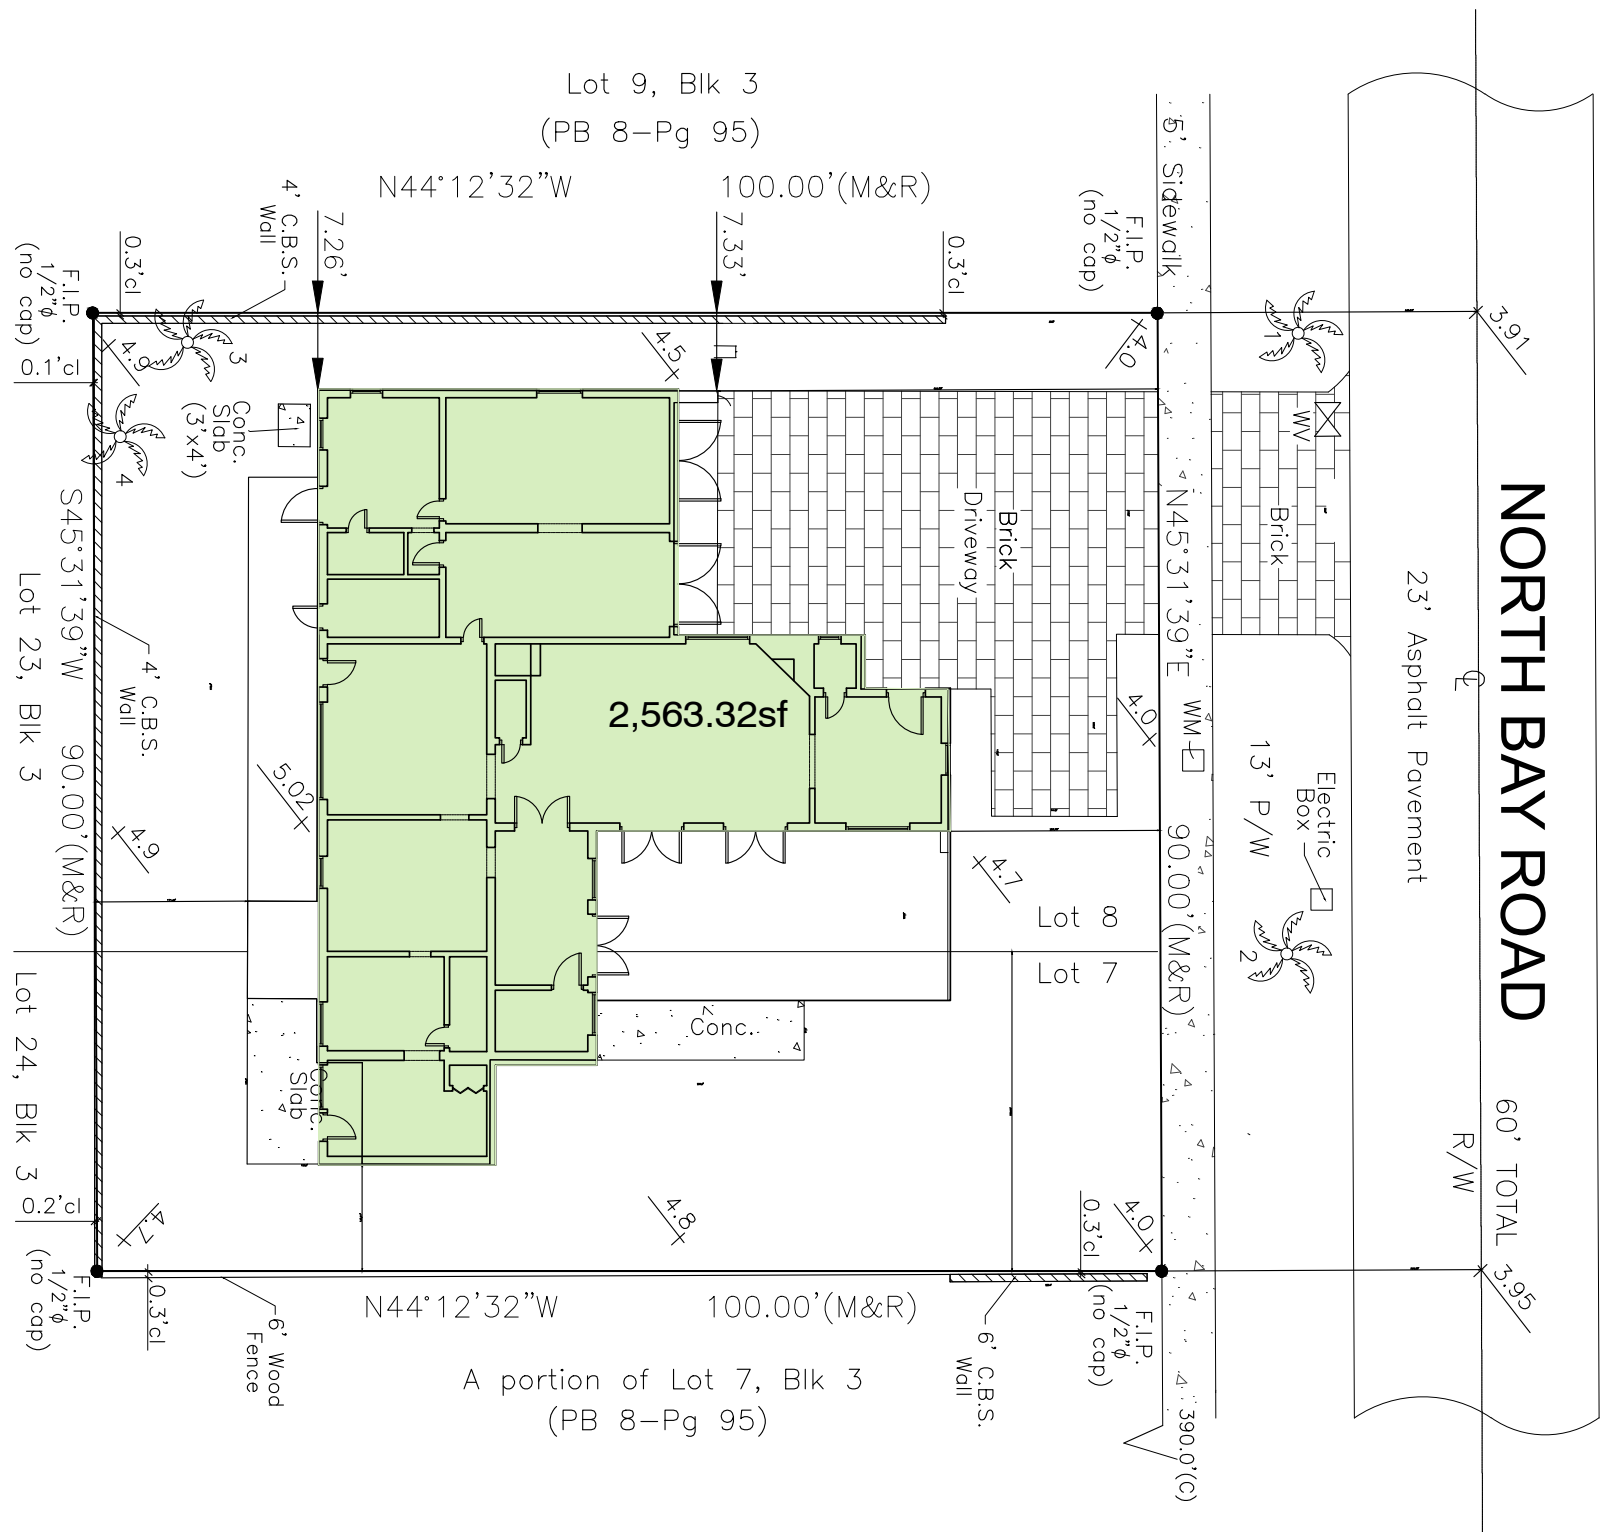 Lot 9, Blk 3
(PB 8-Pg 95)
N44°12'32"W 100.00'(M&R)
4' C.B.S.
Wall
7.26'
7.33'
0.3'cl
0.3'cl
F.I.P.
1/2"ø
(no cap)
F.I.P.
1/2"ø
(no cap)
5' Sidewalk
3.91
0.1'cl
4.9
3
4
4.5
4.0
1
Conc.
Slab
(3'x4')
WV
Brick
Driveway
Brick
NORTH BAY ROAD
60' TOTAL
R/W
℄
23' Asphalt Pavement
13' P/W
Electric
Box
WM
2
N45°31'39"E 90.00'(M&R)
S45°31'39"W 90.00'(M&R)
4' C.B.S.
Wall
Lot 23, Blk 3
Lot 24, Blk 3
2,563.32sf
5.02
4.9
4.0
4.7
Lot 8
Lot 7
Conc.
Conc.
Slab
0.2'cl
4.7
4.8
0.3'cl
4.0
3.95
F.I.P.
1/2"ø
(no cap)
0.3'cl
6' Wood
Fence
N44°12'32"W 100.00'(M&R)
6' C.B.S.
Wall
F.I.P.
1/2"ø
(no cap)
A portion of Lot 7, Blk 3
(PB 8-Pg 95)
390.0'(C)